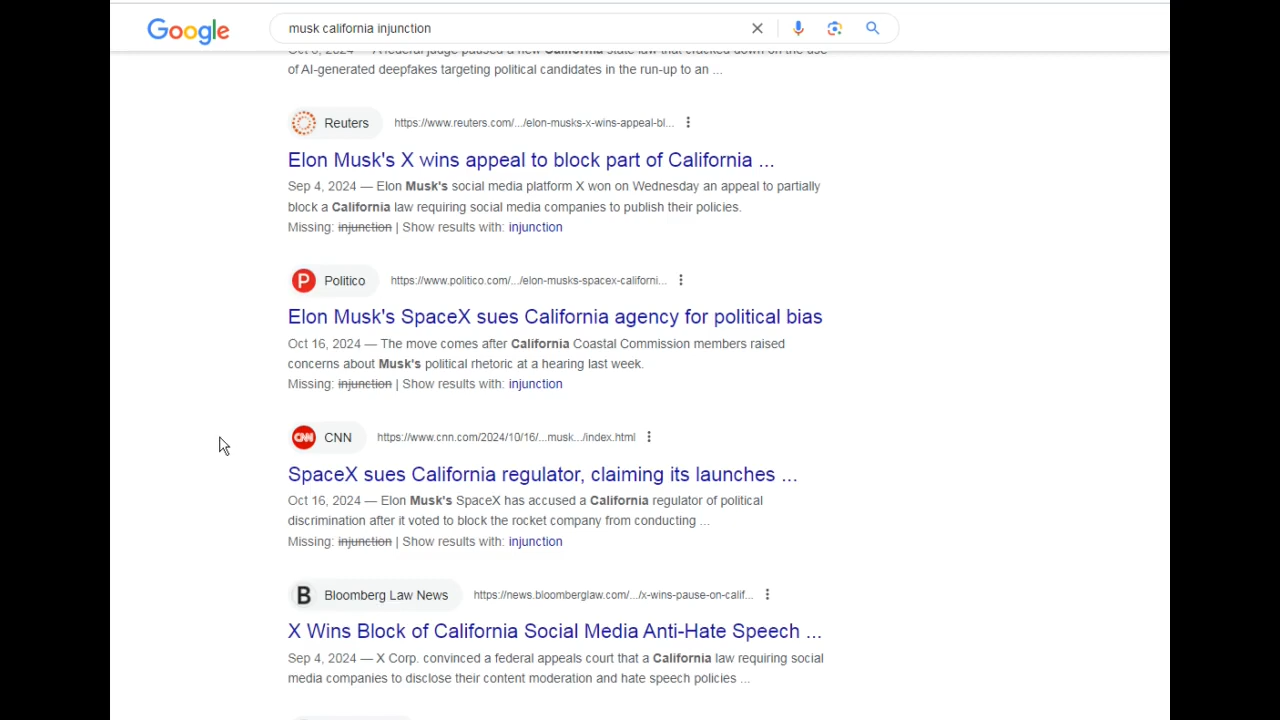 Google
musk california injunction
Oct 8, 2024 — A federal judge paused a new California state law that cracked down on the use
of AI-generated deepfakes targeting political candidates in the run-up to an ...
Reuters https://www.reuters.com/.../elon-musks-x-wins-appeal-bl...
Elon Musk's X wins appeal to block part of California ...
Sep 4, 2024 — Elon Musk's social media platform X won on Wednesday an appeal to partially
block a California law requiring social media companies to publish their policies.
Missing: injunction | Show results with: injunction
P Politico https://www.politico.com/.../elon-musks-spacex-californi...
Elon Musk's SpaceX sues California agency for political bias
Oct 16, 2024 — The move comes after California Coastal Commission members raised
concerns about Musk's political rhetoric at a hearing last week.
Missing: injunction | Show results with: injunction
CNN CNN https://www.cnn.com/2024/10/16/...musk.../index.html
SpaceX sues California regulator, claiming its launches ...
Oct 16, 2024 — Elon Musk's SpaceX has accused a California regulator of political
discrimination after it voted to block the rocket company from conducting ...
Missing: injunction | Show results with: injunction
B Bloomberg Law News https://news.bloomberglaw.com/.../x-wins-pause-on-calif...
X Wins Block of California Social Media Anti-Hate Speech ...
Sep 4, 2024 — X Corp. convinced a federal appeals court that a California law requiring social
media companies to disclose their content moderation and hate speech policies ...